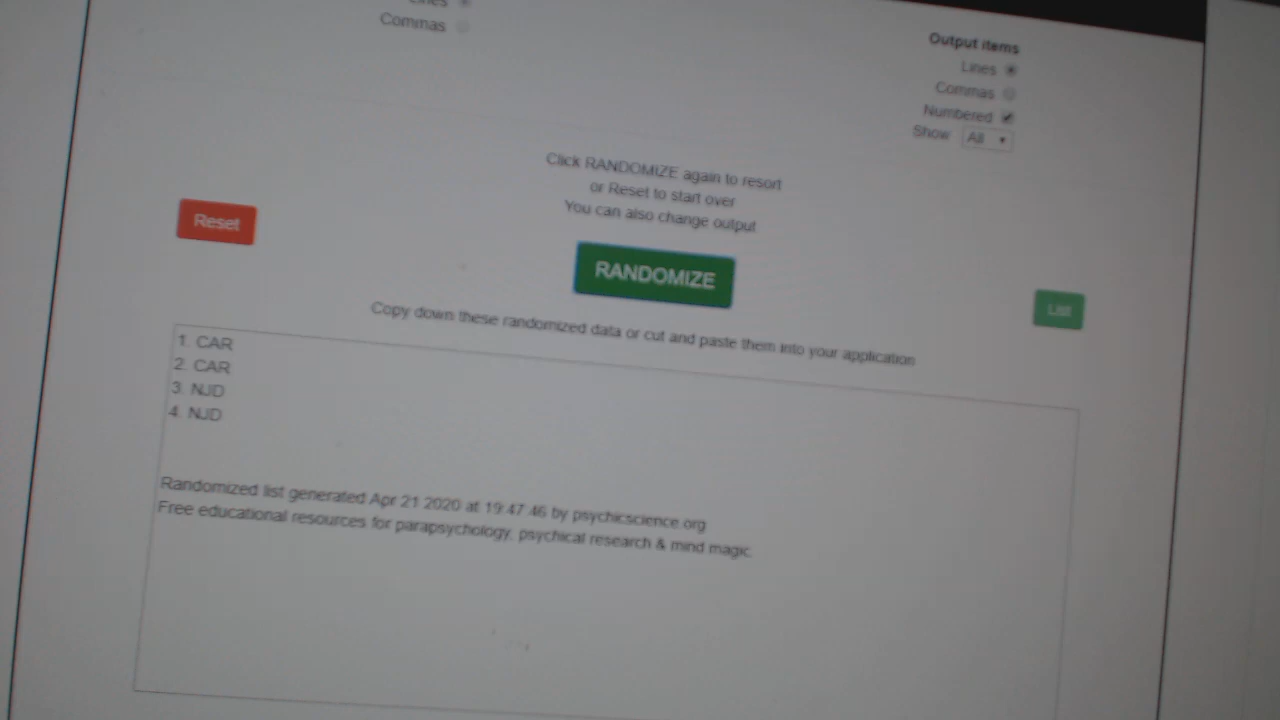 Lines
Commas
Output items
Lines
Commas
Numbered
Show All
Click RANDOMIZE again to resort
or Reset to start over
You can also change output
Reset
RANDOMIZE
List
Copy down these randomized data or cut and paste them into your application
1. CAR
2. CAR
3. NJD
4. NJD
Randomized list generated Apr 21 2020 at 19:47:46 by psychicscience.org
Free educational resources for parapsychology, psychical research & mind magic.